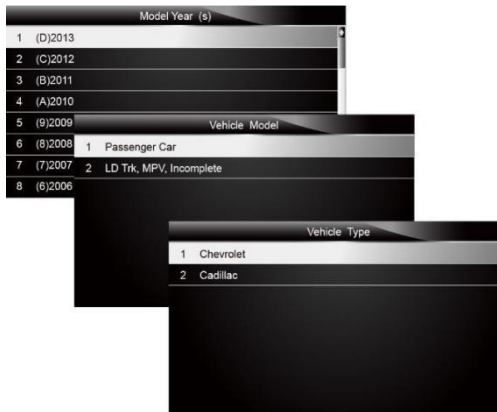 Model Year (s)
1 (D)2013
2 (C)2012
3 (B)2011
4 (A)2010
5 (9)2009
6 (8)2008
7 (7)2007
8 (6)2006
Vehicle Model
1 Passenger Car
2 LD Trk, MPV, Incomplete
Vehicle Type
1 Chevrolet
2 Cadillac